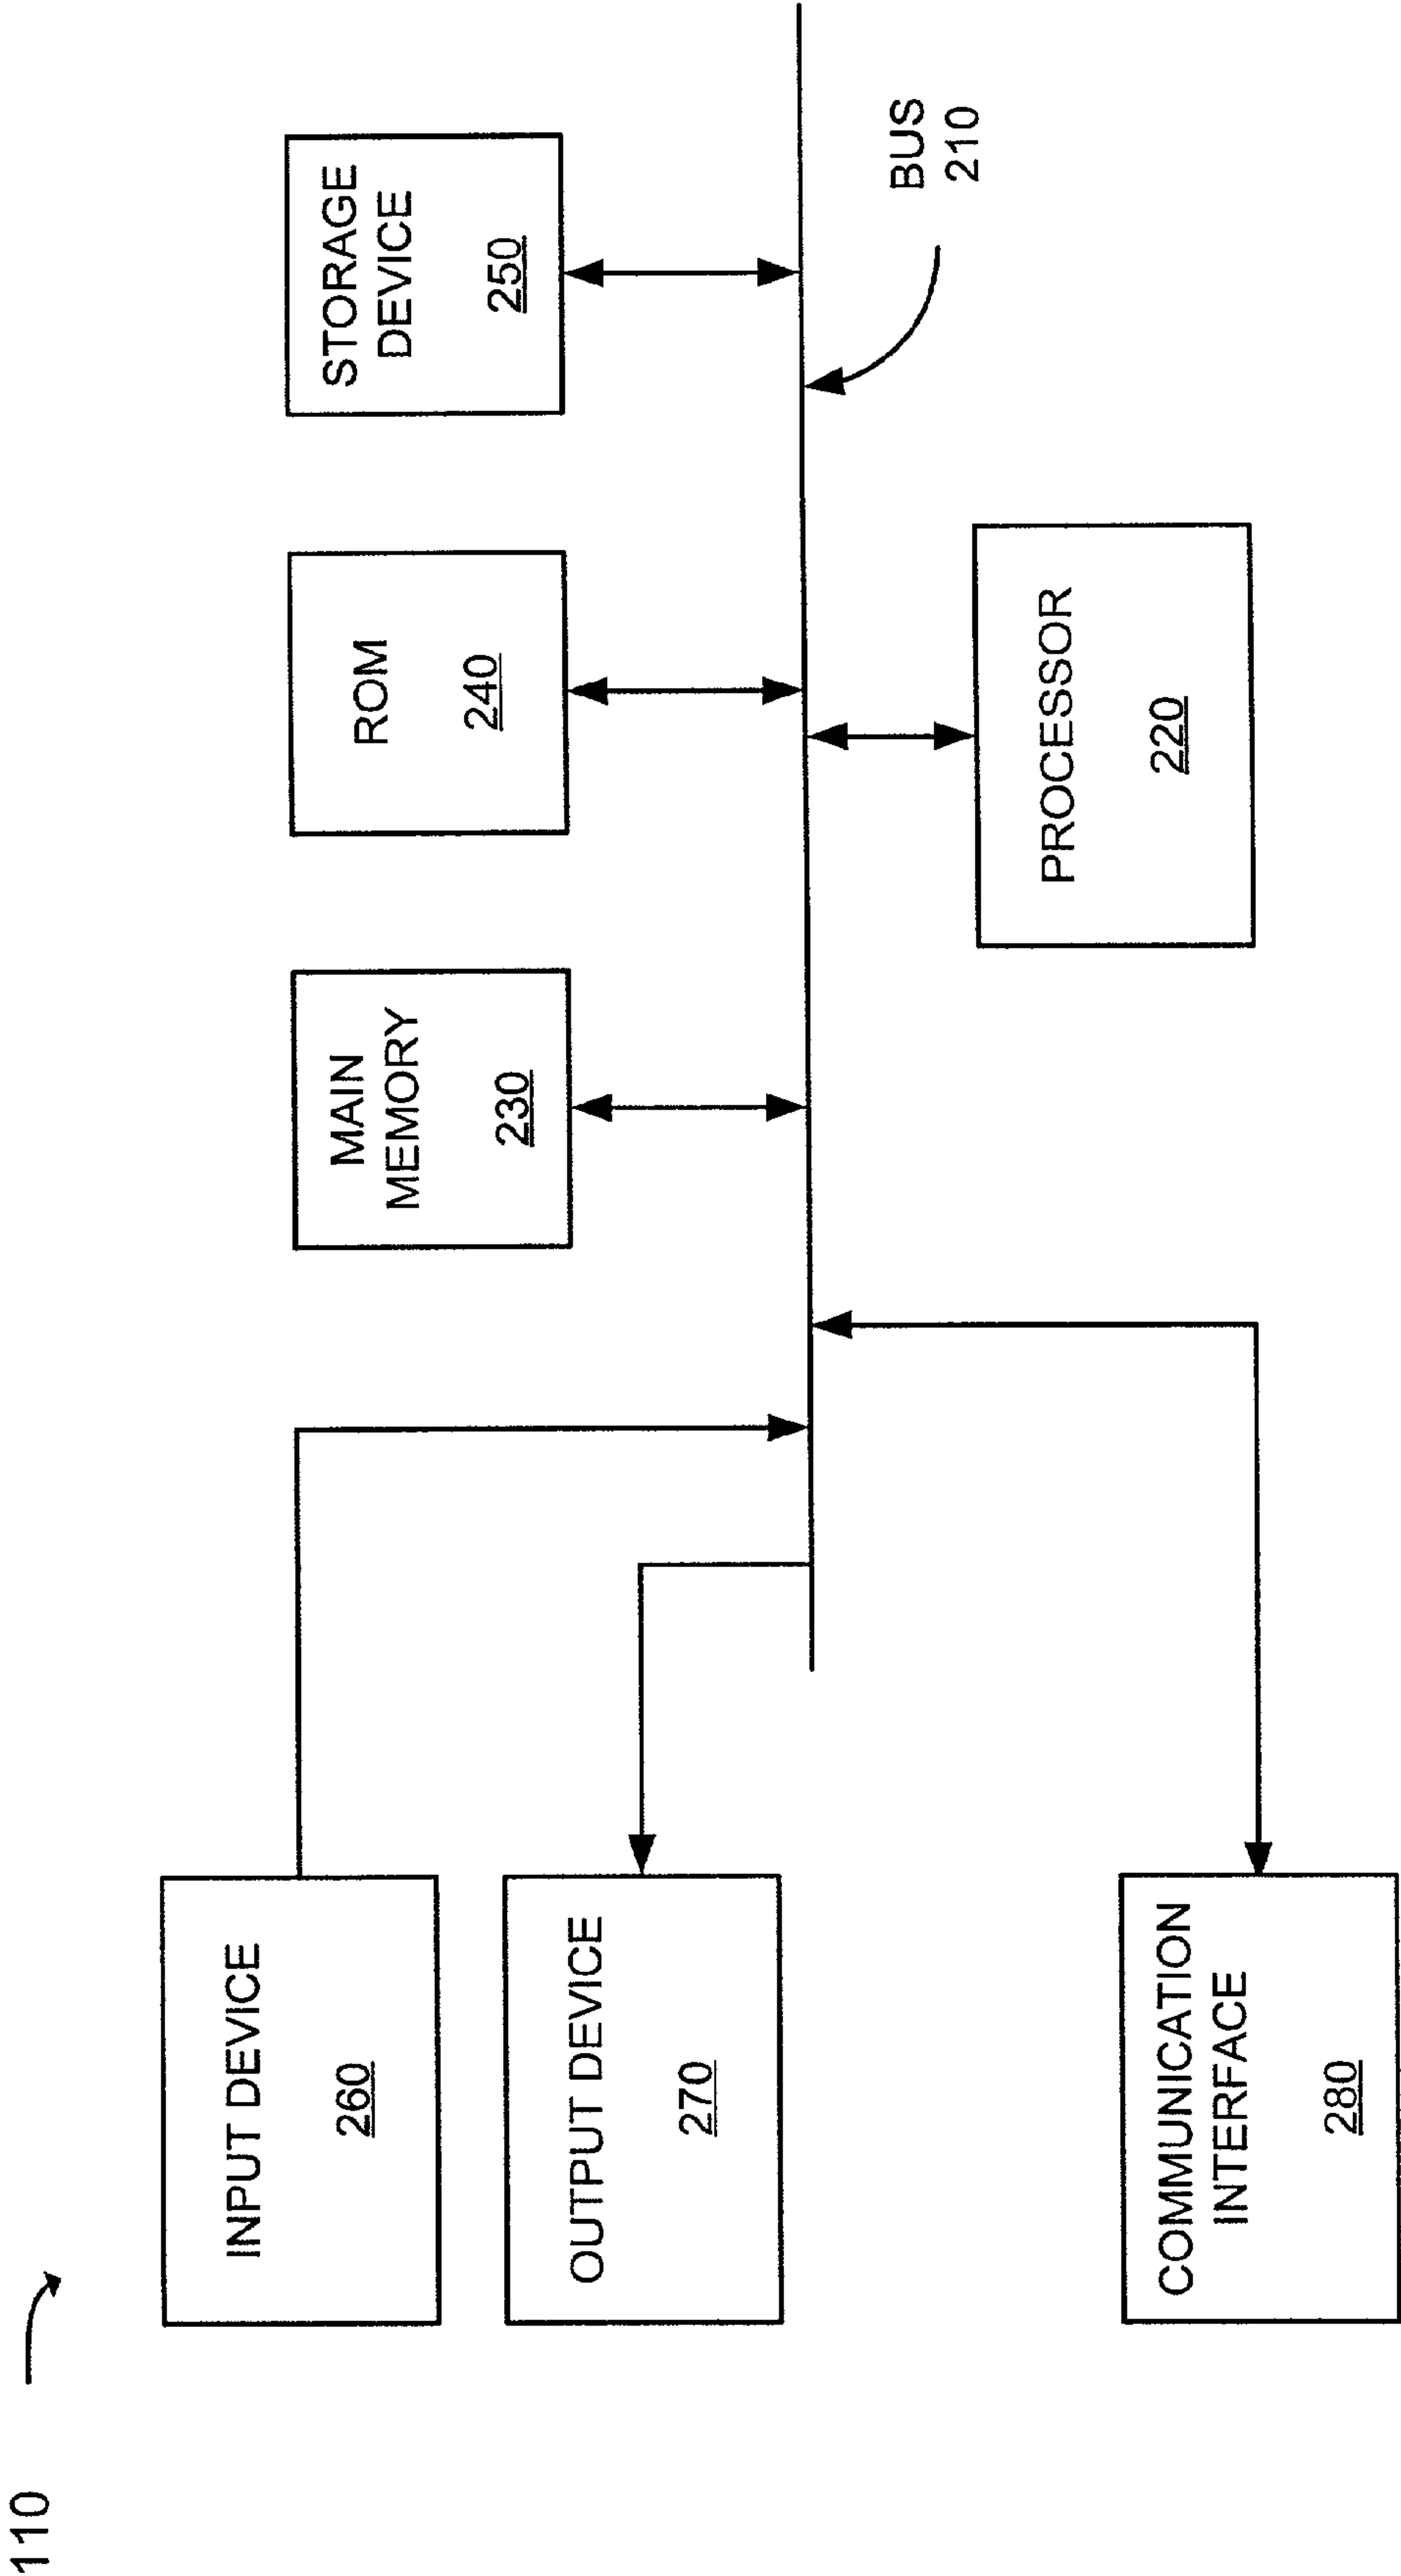 110
INPUT DEVICE
260
OUTPUT DEVICE
270
COMMUNICATION
INTERFACE
280
MAIN
MEMORY
230
ROM
240
STORAGE
DEVICE
250
PROCESSOR
220
BUS
210